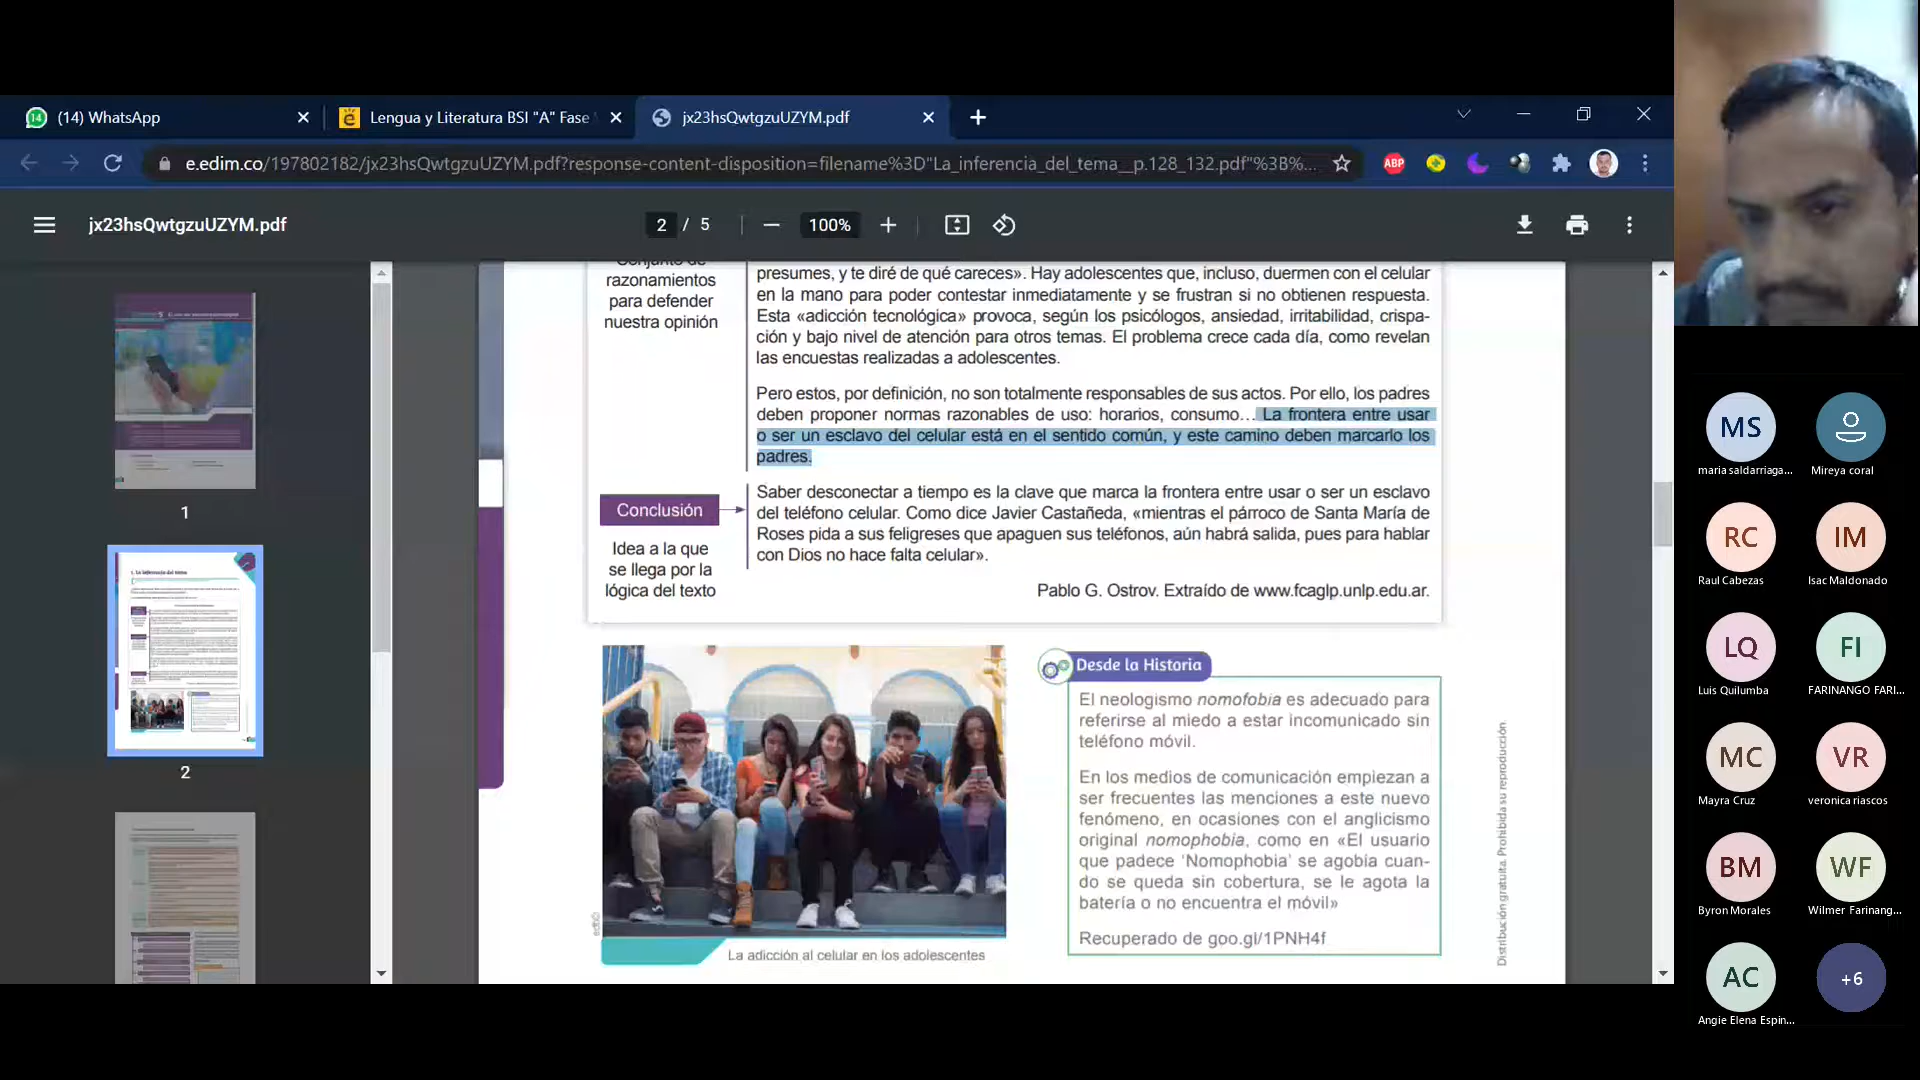 (14) WhatsApp
Lengua y Literatura BSI "A" Fase
jx23hsQwtgzuUZYM.pdf
e.edim.co/197802182/jx23hsQwtgzuUZYM.pdf?response-content-disposition=filename%3D"La_inferencia_del_tema__p.128_132.pdf"%3B%...
ABP
jx23hsQwtgzuUZYM.pdf
2 / 5
100%
1
2
razonamientos
para defender
nuestra opinión
presumes, y te diré de qué careces». Hay adolescentes que, incluso, duermen con el celular
en la mano para poder contestar inmediatamente y se frustran si no obtienen respuesta.
Esta «adicción tecnológica» provoca, según los psicólogos, ansiedad, irritabilidad, crispa-
ción y bajo nivel de atención para otros temas. El problema crece cada día, como revelan
las encuestas realizadas a adolescentes.
Pero estos, por definición, no son totalmente responsables de sus actos. Por ello, los padres
deben proponer normas razonables de uso: horarios, consumo… La frontera entre usar
o ser un esclavo del celular está en el sentido común, y este camino deben marcarlo los
padres.
Conclusión
Idea a la que
se llega por la
lógica del texto
Saber desconectar a tiempo es la clave que marca la frontera entre usar o ser un esclavo
del teléfono celular. Como dice Javier Castañeda, «mientras el párroco de Santa María de
Roses pida a sus feligreses que apaguen sus teléfonos, aún habrá salida, pues para hablar
con Dios no hace falta celular».
Pablo G. Ostrov. Extraído de www.fcaglp.unlp.edu.ar.
La adicción al celular en los adolescentes
Desde la Historia
El neologismo nomofobia es adecuado para
referirse al miedo a estar incomunicado sin
teléfono móvil.
En los medios de comunicación empiezan a
ser frecuentes las menciones a este nuevo
fenómeno, en ocasiones con el anglicismo
original nomophobia, como en «El usuario
que padece ‘Nomophobia’ se agobia cuan-
do se queda sin cobertura, se le agota la
batería o no encuentra el móvil»
Recuperado de goo.gl/1PNH4f
Distribución gratuita. Prohibida su reproducción
MS
maria saldarriaga...
Mireya coral
RC
Raul Cabezas
IM
Isac Maldonado
LQ
Luis Quilumba
FI
FARINANGO FARI...
MC
Mayra Cruz
VR
veronica riascos
BM
Byron Morales
WF
Wilmer Farinang...
AC
Angie Elena Espin...
+6